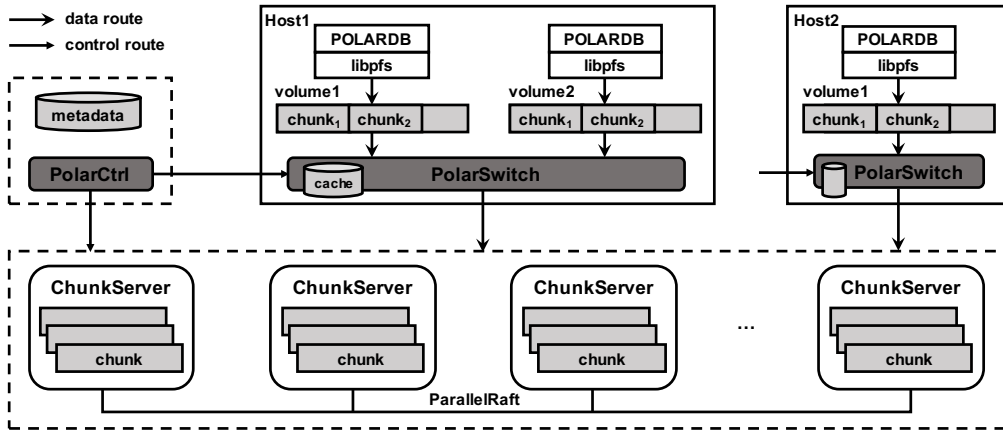 data route
control route
metadata
PolarCtrl
Host1
POLARDB
libpfs
volume1
chunk1 chunk2
POLARDB
libpfs
volume2
chunk1 chunk2
cache
PolarSwitch
Host2
POLARDB
libpfs
volume1
chunk1 chunk2
PolarSwitch
ChunkServer
chunk
ChunkServer
chunk
ChunkServer
chunk
...
ChunkServer
chunk
ParallelRaft